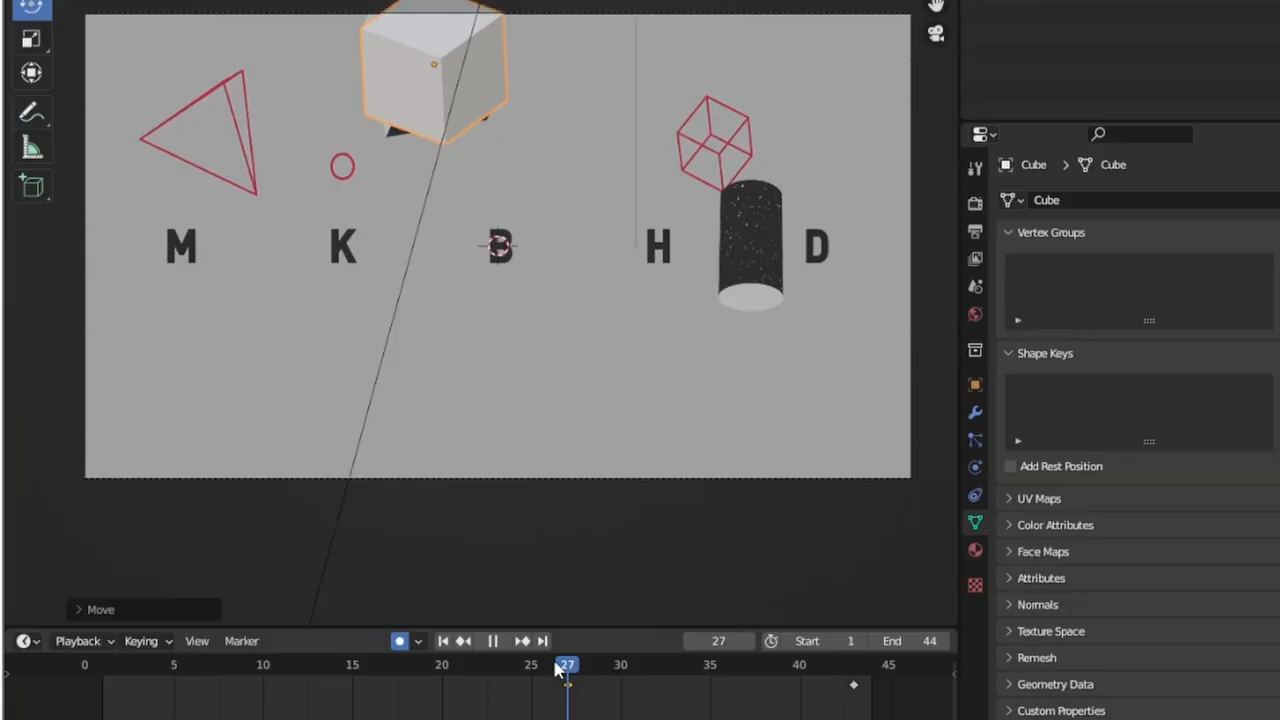 Cube Cube
Cube
Vertex Groups
M K B H D
Shape Keys
Add Rest Position
UV Maps
Color Attributes
Face Maps
Attributes
Move
Normals
Playback Keying View Marker 27 Start 1 End 44
Texture Space
0 5 10 15 20 25 27 30 35 40 45
Remesh
Geometry Data
Custom Properties